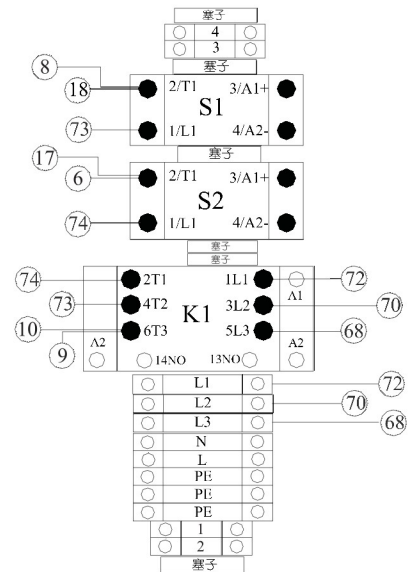 塞子
4
3
塞子
8
18 2/T1 3/A1+
S1
73 1/L1 4/A2-
塞子
17
6 2/T1 3/A1+
S2
74 1/L1 4/A2-
塞子
塞子
74 2T1 1L1 A1 72
73 4T2 K1 3L2 70
10 6T3 5L3 68
9 A2 14NO 13NO A2
L1 72
L2 70
L3 68
N
L
PE
PE
PE
1
2
塞子